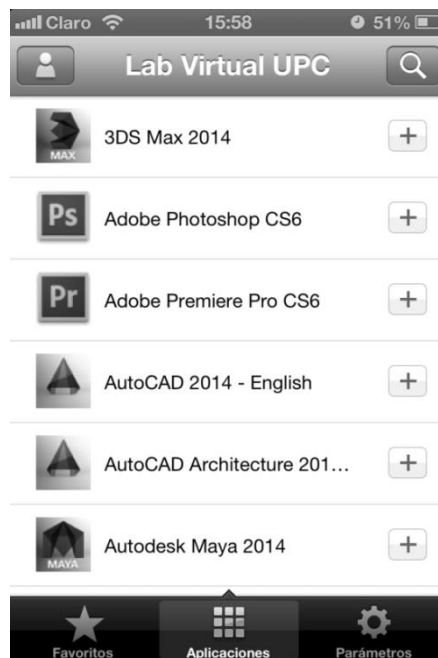 Claro 15:58 51%
Lab Virtual UPC
MAX
3DS Max 2014
Ps
Adobe Photoshop CS6
Pr
Adobe Premiere Pro CS6
AutoCAD 2014 - English
AutoCAD Architecture 201...
MAYA
Autodesk Maya 2014
Favoritos Aplicaciones Parámetros